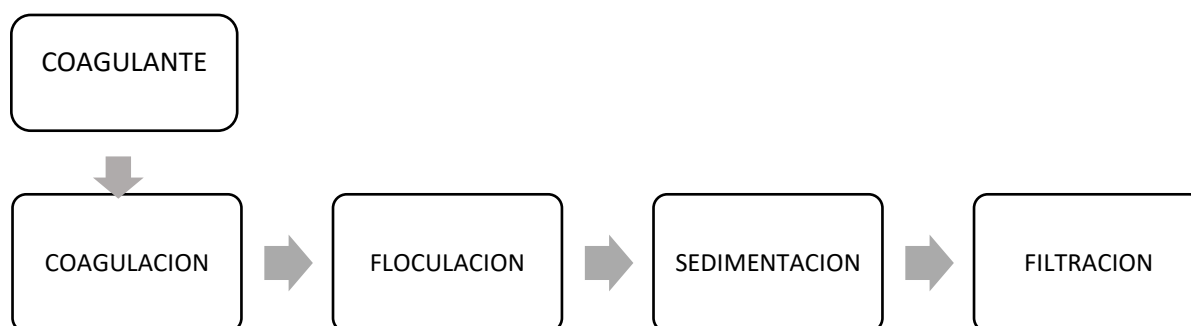 COAGULANTE
COAGULACION
FLOCULACION
SEDIMENTACION
FILTRACION